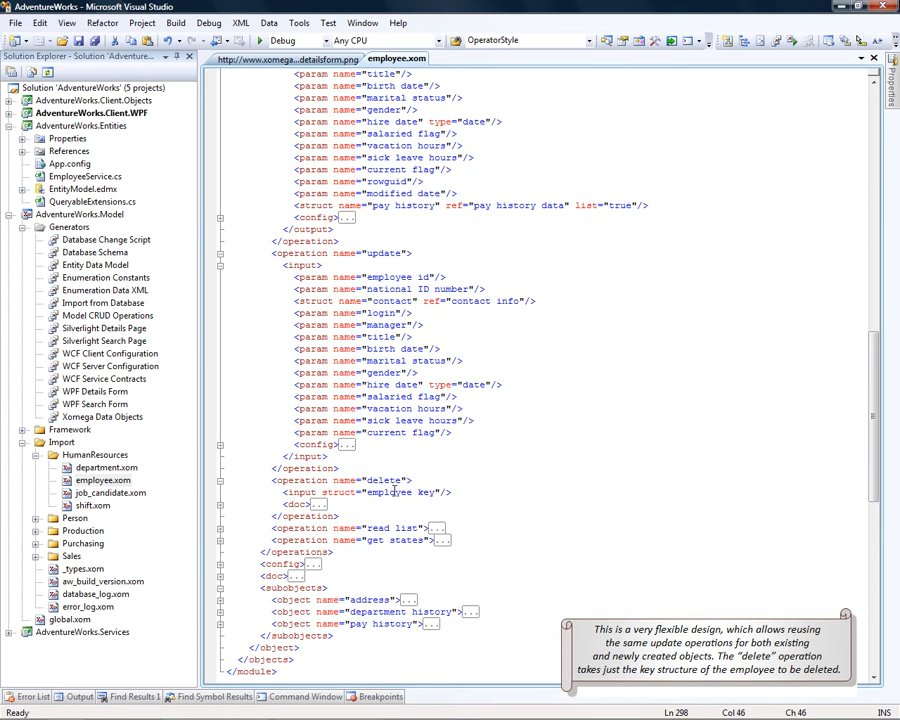 AdventureWorks - Microsoft Visual Studio
File Edit View Website Project Build Debug XML Data Tools Test Window Help
Debug Any CPU OperatorStyle
Solution Explorer - Solution 'Adventure...
http://www.xomega...detailsform.png employee.xom
Properties
Solution 'AdventureWorks' (5 projects)
AdventureWorks.Client.Objects
AdventureWorks.Client.WPF
AdventureWorks.Entities
Properties
References
App.config
EmployeeService.cs
EntityModel.edmx
QueryableExtensions.cs
AdventureWorks.Model
Generators
Database Change Script
Database Schema
Entity Data Model
Enumeration Constants
Enumeration Data XML
Import from Database
Model CRUD Operations
Silverlight Details Page
Silverlight Search Page
WCF Client Configuration
WCF Server Configuration
WCF Service Contracts
WPF Details Form
WPF Search Form
Xomega Data Objects
Framework
Import
HumanResources
department.xom
employee.xom
job_candidate.xom
shift.xom
Person
Production
Purchasing
Sales
_types.xom
aw_build_version.xom
database_log.xom
error_log.xom
global.xom
AdventureWorks.Services
<param name="title"/>
<param name="birth date"/>
<param name="marital status"/>
<param name="gender"/>
<param name="hire date" type="date"/>
<param name="salaried flag"/>
<param name="vacation hours"/>
<param name="sick leave hours"/>
<param name="current flag"/>
<param name="rowguid"/>
<param name="modified date"/>
<struct name="pay history" ref="pay history data" list="true"/>
<config>...
</output>
</operation>
<operation name="update">
<input>
<param name="employee id"/>
<param name="national ID number"/>
<struct name="contact" ref="contact info"/>
<param name="login"/>
<param name="manager"/>
<param name="title"/>
<param name="birth date"/>
<param name="marital status"/>
<param name="gender"/>
<param name="hire date" type="date"/>
<param name="salaried flag"/>
<param name="vacation hours"/>
<param name="sick leave hours"/>
<param name="current flag"/>
<config>...
</input>
</operation>
<operation name="delete">
<input struct="employee key"/>
<doc>...
</operation>
<operation name="read list">...
<operation name="get states">...
</operations>
<config>...
<doc>...
<subobjects>
<object name="address">...
<object name="department history">...
<object name="pay history">...
</subobjects>
</object>
</objects>
</module>
This is a very flexible design, which allows reusing
the same update operations for both existing
and newly created objects. The "delete" operation
takes just the key structure of the employee to be deleted.
Error List Output Find Results 1 Find Symbol Results Command Window Breakpoints
Ready Ln 298 Col 46 Ch 46 INS